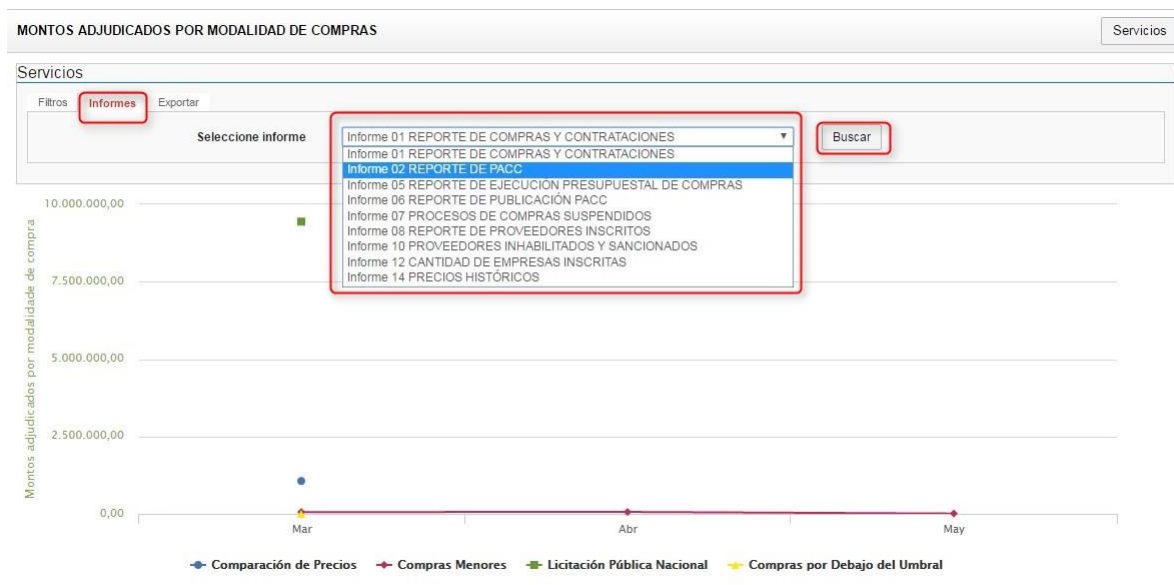 MONTOS ADJUDICADOS POR MODALIDAD DE COMPRAS
Servicios
Servicios
Filtros Informes Exportar
Seleccione informe
Informe 01 REPORTE DE COMPRAS Y CONTRATACIONES
Buscar
Informe 01 REPORTE DE COMPRAS Y CONTRATACIONES
Informe 02 REPORTE DE PACC
Informe 05 REPORTE DE EJECUCIÓN PRESUPUESTAL DE COMPRAS
Informe 06 REPORTE DE PUBLICACIÓN PACC
Informe 07 PROCESOS DE COMPRAS SUSPENDIDOS
Informe 08 REPORTE DE PROVEEDORES INSCRITOS
Informe 10 PROVEEDORES INHABILITADOS Y SANCIONADOS
Informe 12 CANTIDAD DE EMPRESAS INSCRITAS
Informe 14 PRECIOS HISTÓRICOS
Montos adjudicados por modalidade de compra
10.000.000,00
7.500.000,00
5.000.000,00
2.500.000,00
0,00
Mar Abr May
Comparación de Precios Compras Menores Licitación Pública Nacional Compras por Debajo del Umbral